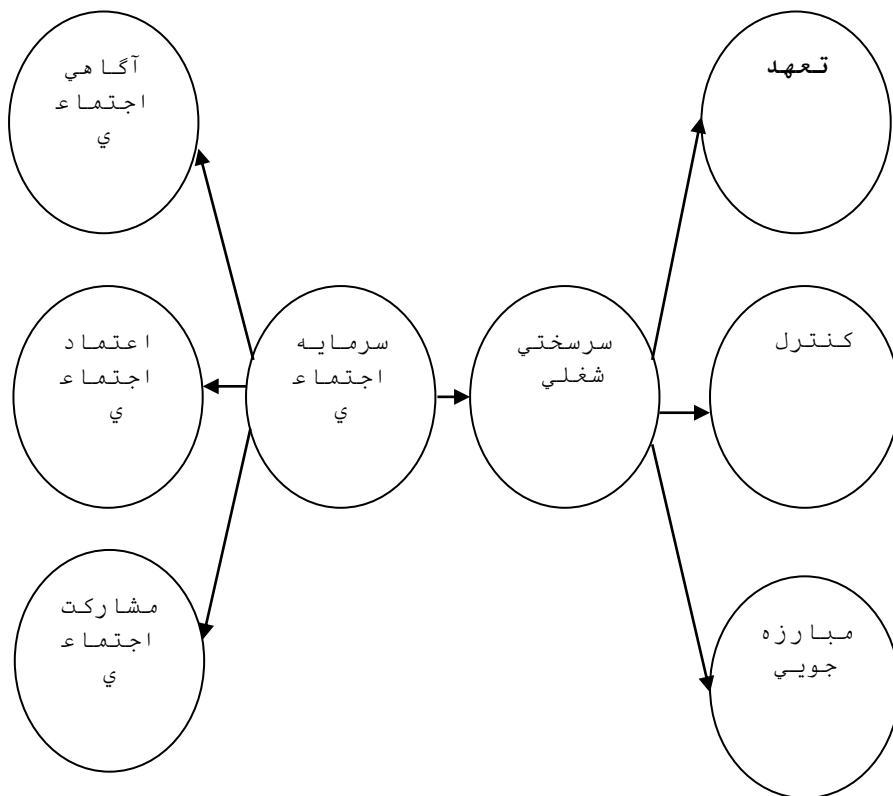 آگاهي
اجتماع
ي
تعهد
اعتماد
اجتماع
ي
سرمايه
اجتماع
ي
سرسختي
شغلي
كنترل
مشاركت
اجتماع
ي
مبارزه
جويي